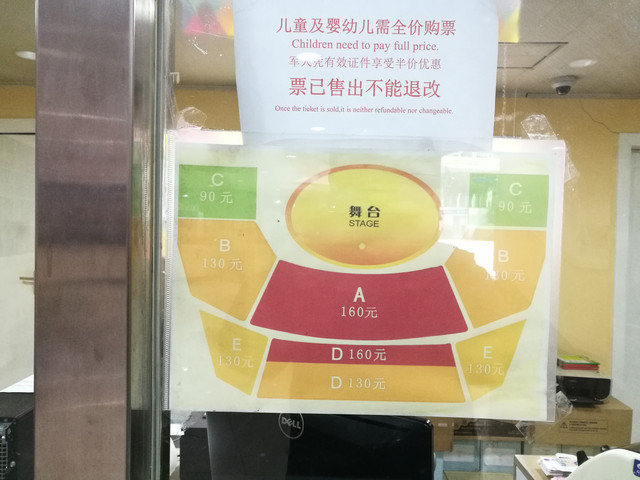 儿童及婴幼儿需全价购票
Children need to pay full price.
军人凭有效证件享受半价优惠
票已售出不能退改
Once the ticket is sold,it is neither refundable nor changeable.
C
90元
舞台
STAGE
C
90元
B
130元
B
130元
A
160元
E
130元
D 160元
D 130元
E
130元
DELL